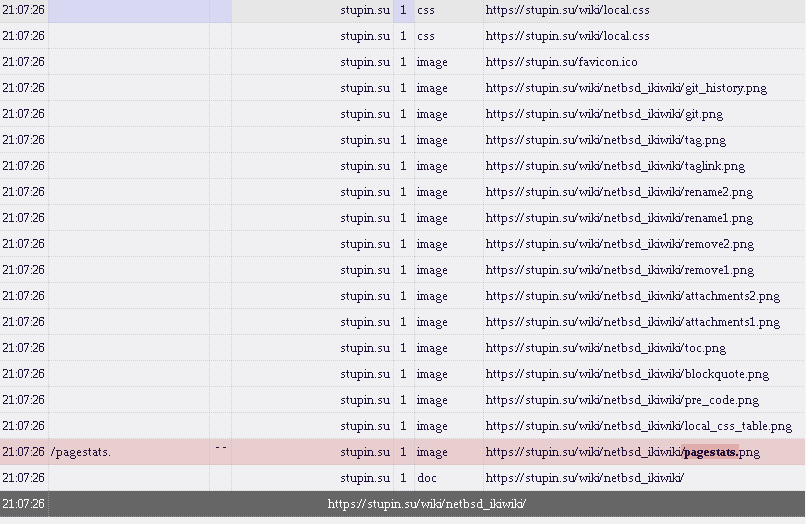 21:07:26 stupin.su 1 css https://stupin.su/wiki/local.css
21:07:26 stupin.su 1 css https://stupin.su/wiki/local.css
21:07:26 stupin.su 1 image https://stupin.su/favicon.ico
21:07:26 stupin.su 1 image https://stupin.su/wiki/netbsd_ikiwiki/git_history.png
21:07:26 stupin.su 1 image https://stupin.su/wiki/netbsd_ikiwiki/git.png
21:07:26 stupin.su 1 image https://stupin.su/wiki/netbsd_ikiwiki/tag.png
21:07:26 stupin.su 1 image https://stupin.su/wiki/netbsd_ikiwiki/taglink.png
21:07:26 stupin.su 1 image https://stupin.su/wiki/netbsd_ikiwiki/rename2.png
21:07:26 stupin.su 1 image https://stupin.su/wiki/netbsd_ikiwiki/rename1.png
21:07:26 stupin.su 1 image https://stupin.su/wiki/netbsd_ikiwiki/remove2.png
21:07:26 stupin.su 1 image https://stupin.su/wiki/netbsd_ikiwiki/remove1.png
21:07:26 stupin.su 1 image https://stupin.su/wiki/netbsd_ikiwiki/attachments2.png
21:07:26 stupin.su 1 image https://stupin.su/wiki/netbsd_ikiwiki/attachments1.png
21:07:26 stupin.su 1 image https://stupin.su/wiki/netbsd_ikiwiki/toc.png
21:07:26 stupin.su 1 image https://stupin.su/wiki/netbsd_ikiwiki/blockquote.png
21:07:26 stupin.su 1 image https://stupin.su/wiki/netbsd_ikiwiki/pre_code.png
21:07:26 stupin.su 1 image https://stupin.su/wiki/netbsd_ikiwiki/local_css_table.png
21:07:26 /pagestats. -- stupin.su 1 image https://stupin.su/wiki/netbsd_ikiwiki/pagestats.png
21:07:26 stupin.su 1 doc https://stupin.su/wiki/netbsd_ikiwiki/
21:07:26 https://stupin.su/wiki/netbsd_ikiwiki/